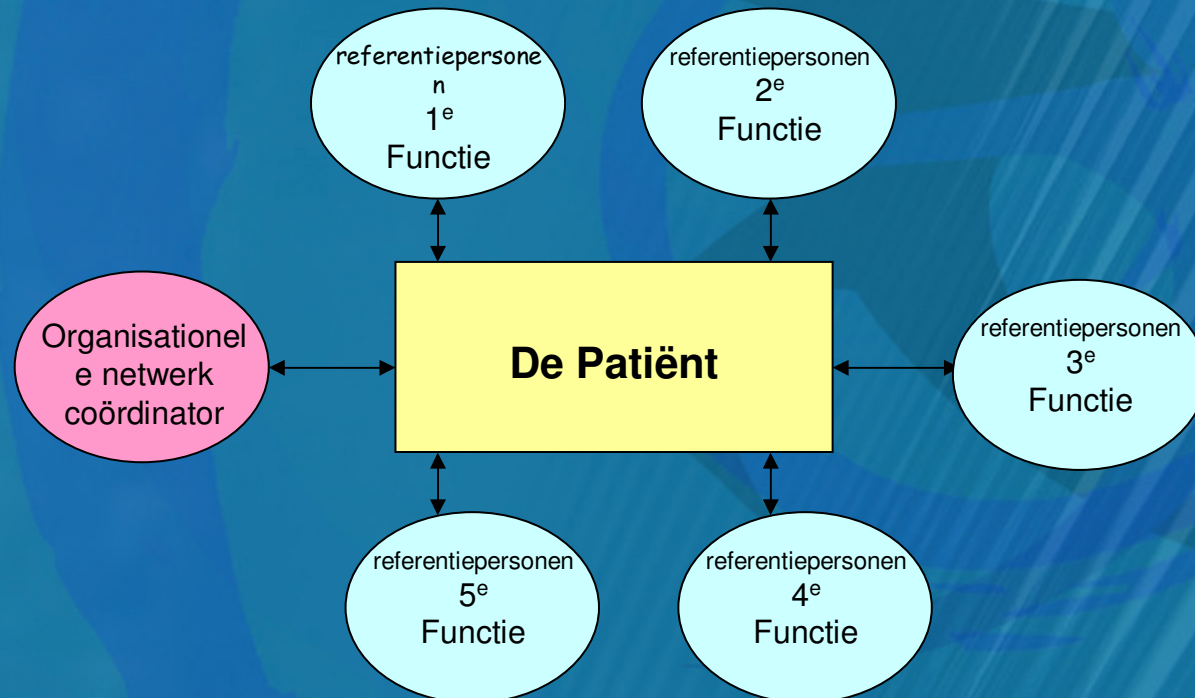 referentiepersone
n
1e
Functie
referentiepersonen
2e
Functie
Organisationel
e netwerk
coördinator
De Patiënt
referentiepersonen
3e
Functie
referentiepersonen
5e
Functie
referentiepersonen
4e
Functie